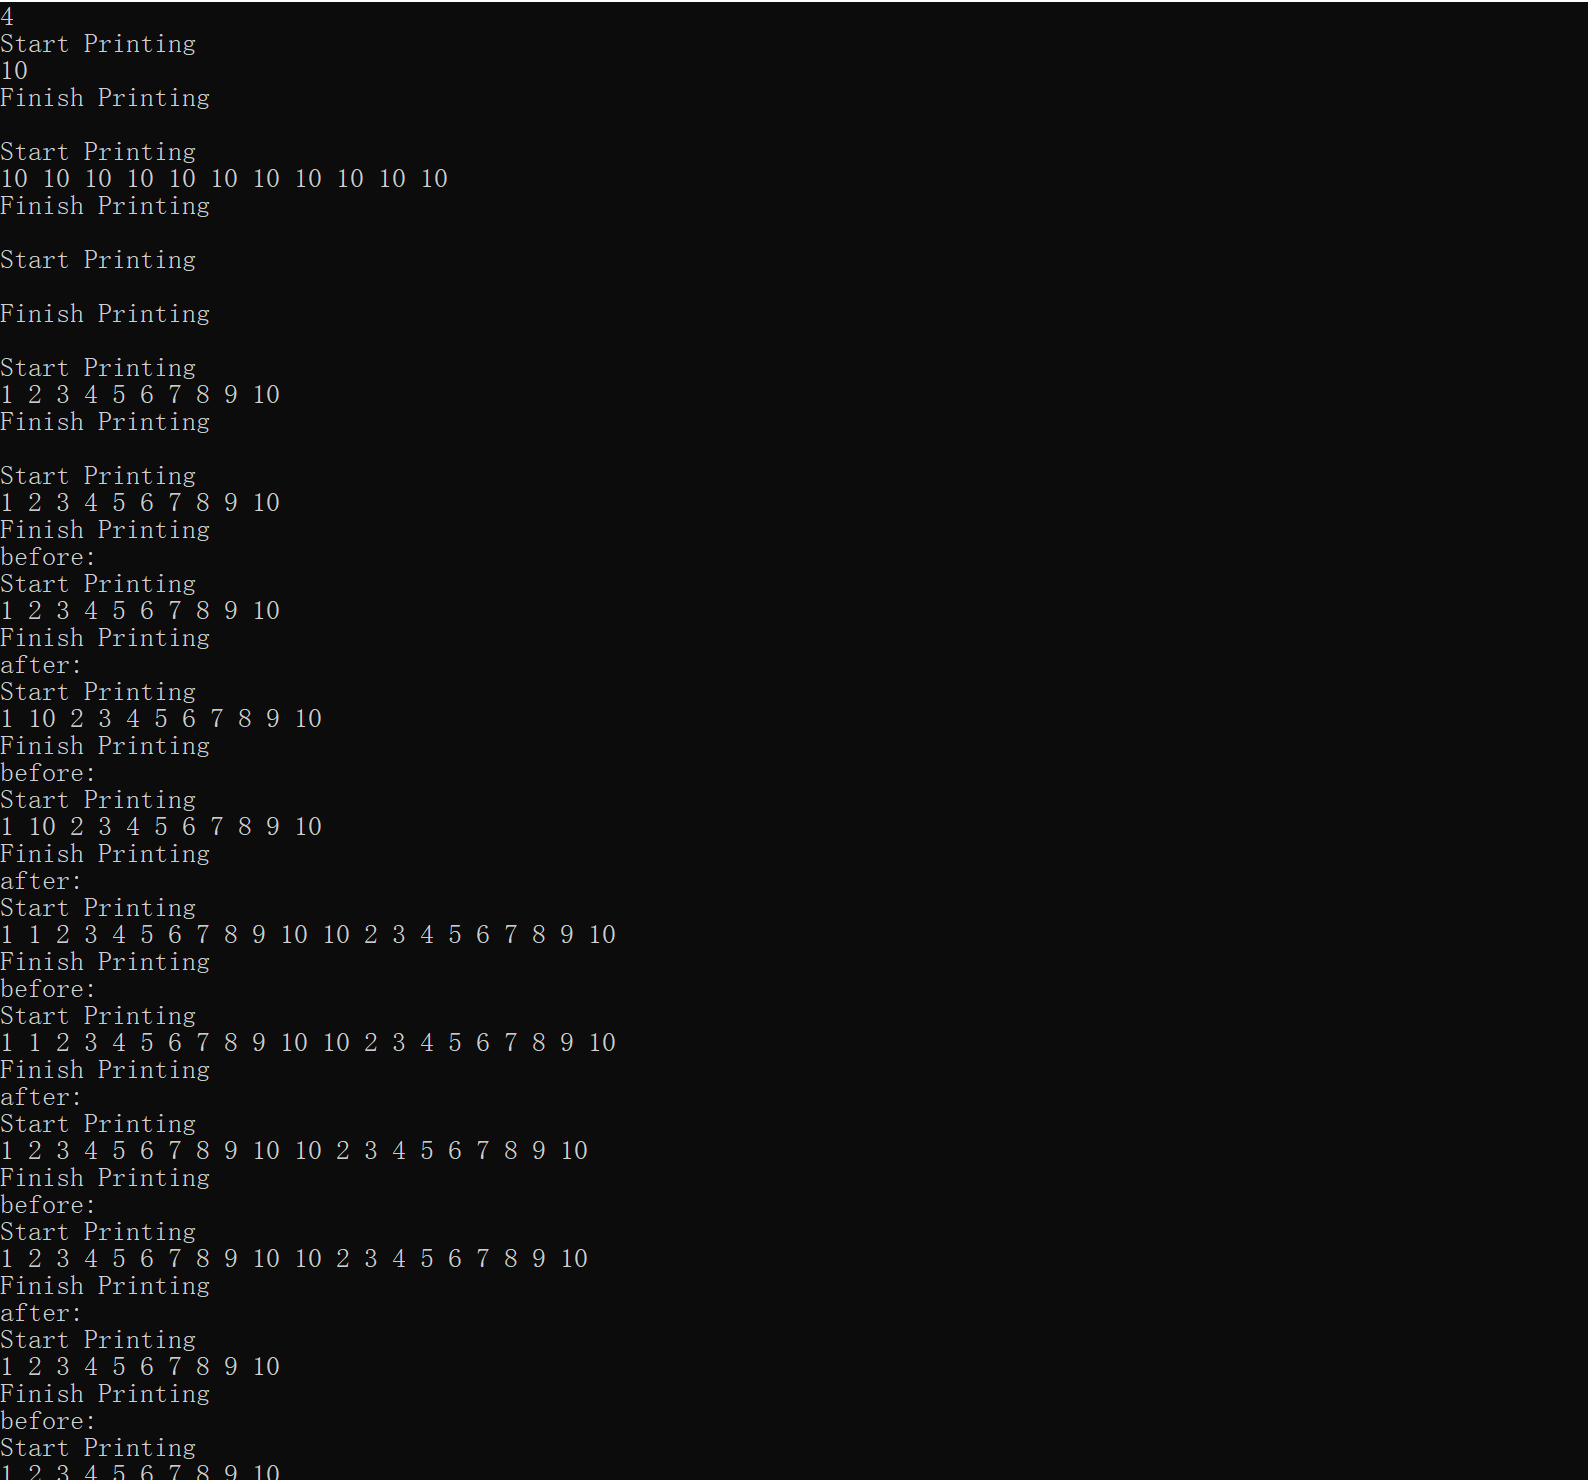 4
Start Printing
10
Finish Printing
Start Printing
10 10 10 10 10 10 10 10 10 10 10
Finish Printing
Start Printing
Finish Printing
Start Printing
1 2 3 4 5 6 7 8 9 10
Finish Printing
Start Printing
1 2 3 4 5 6 7 8 9 10
Finish Printing
before:
Start Printing
1 2 3 4 5 6 7 8 9 10
Finish Printing
after:
Start Printing
1 10 2 3 4 5 6 7 8 9 10
Finish Printing
before:
Start Printing
1 10 2 3 4 5 6 7 8 9 10
Finish Printing
after:
Start Printing
1 1 2 3 4 5 6 7 8 9 10 10 2 3 4 5 6 7 8 9 10
Finish Printing
before:
Start Printing
1 1 2 3 4 5 6 7 8 9 10 10 2 3 4 5 6 7 8 9 10
Finish Printing
after:
Start Printing
1 2 3 4 5 6 7 8 9 10 10 2 3 4 5 6 7 8 9 10
Finish Printing
before:
Start Printing
1 2 3 4 5 6 7 8 9 10 10 2 3 4 5 6 7 8 9 10
Finish Printing
after:
Start Printing
1 2 3 4 5 6 7 8 9 10
Finish Printing
before:
Start Printing
1 2 3 4 5 6 7 8 9 10